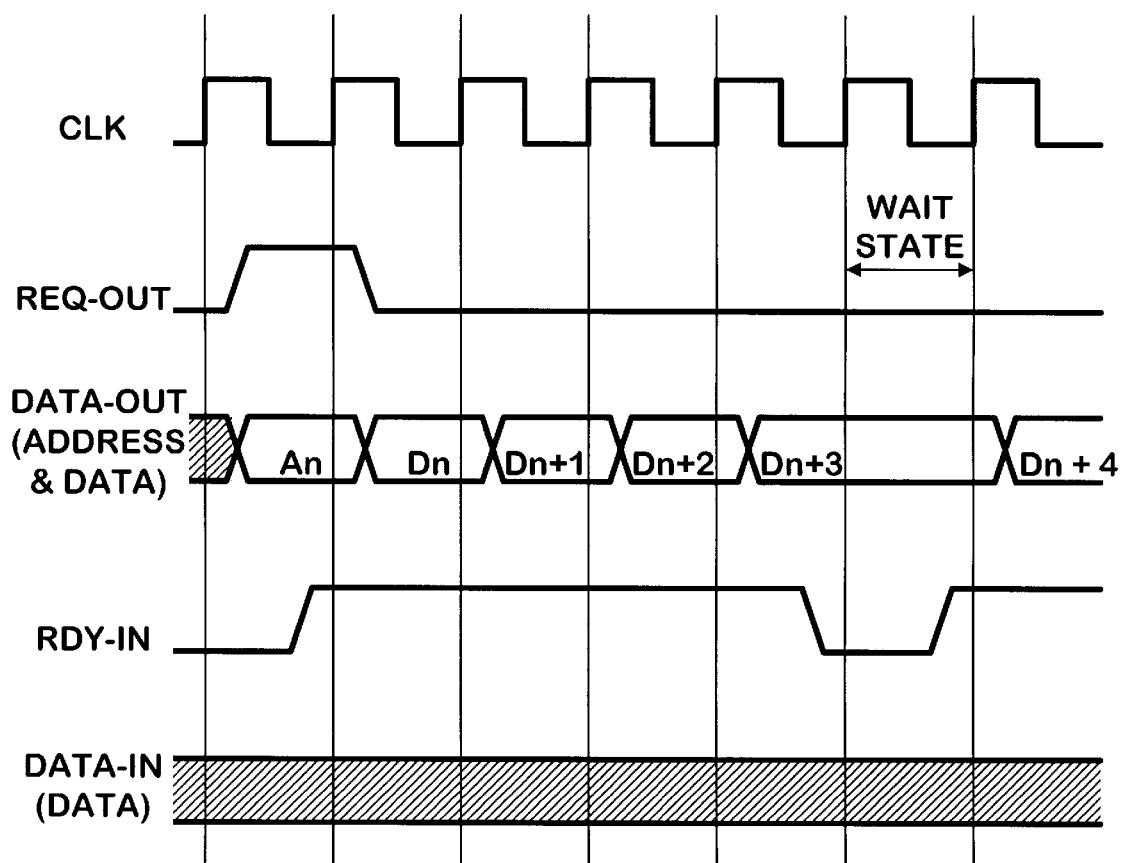 CLK
WAIT
STATE
REQ-OUT
DATA-OUT
(ADDRESS
& DATA)
An Dn Dn+1 Dn+2 Dn+3 Dn + 4
RDY-IN
DATA-IN
(DATA)